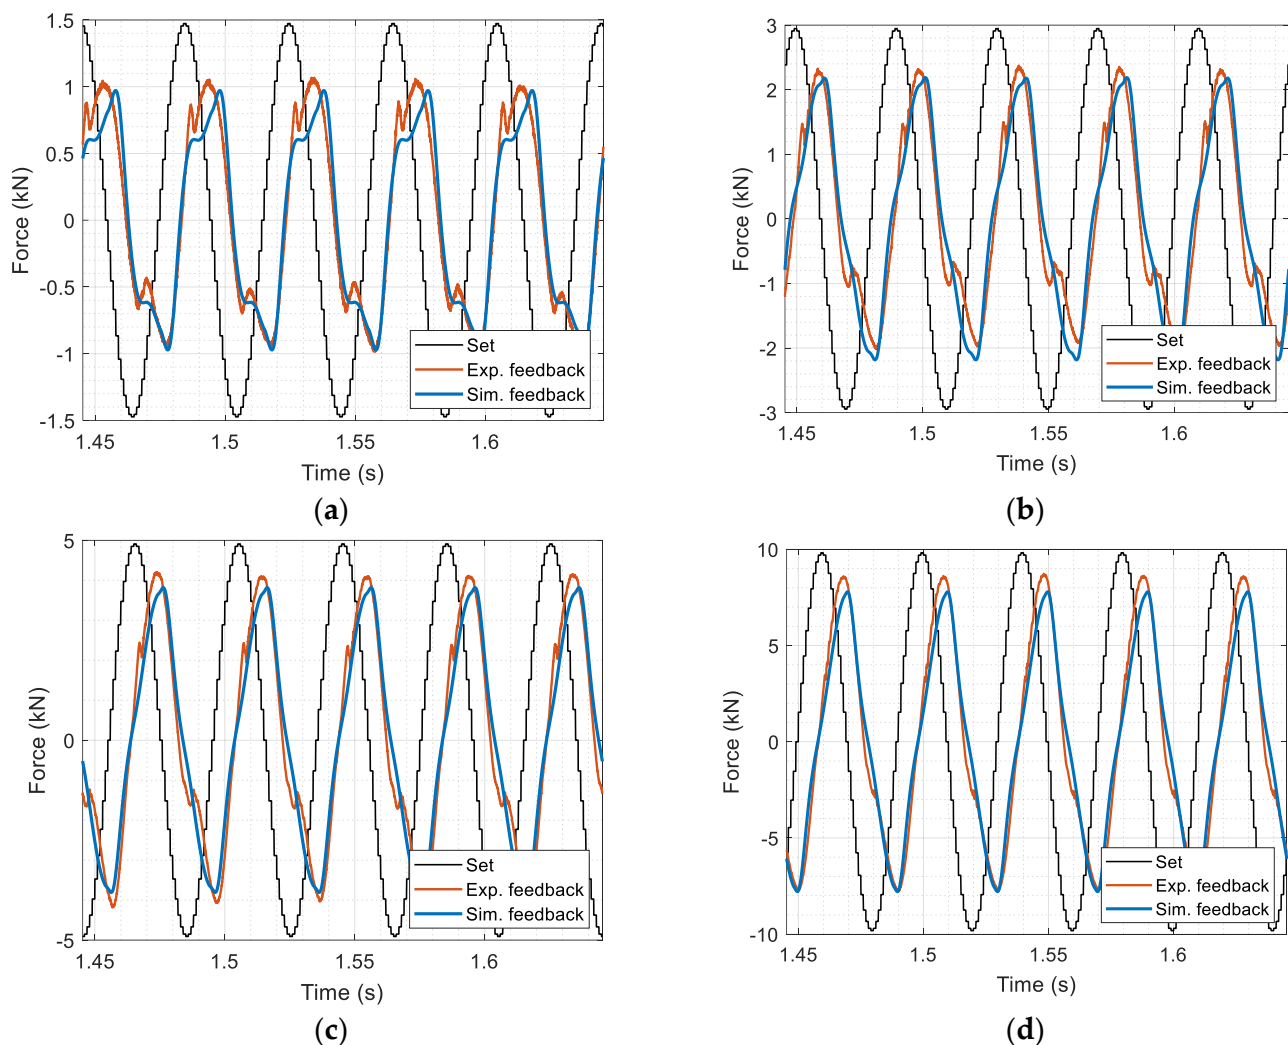 1.5
1
0.5
0
-0.5
-1
-1.5
Force (kN)
1.45
1.5
1.55
1.6
Time (s)
Set
Exp. feedback
Sim. feedback
(a)
3
2
1
0
-1
-2
-3
Force (kN)
1.45
1.5
1.55
1.6
Time (s)
Set
Exp. feedback
Sim. feedback
(b)
5
0
-5
Force (kN)
1.45
1.5
1.55
1.6
Time (s)
Set
Exp. feedback
Sim. feedback
(c)
10
5
0
-5
-10
Force (kN)
1.45
1.5
1.55
1.6
Time (s)
Set
Exp. feedback
Sim. feedback
(d)